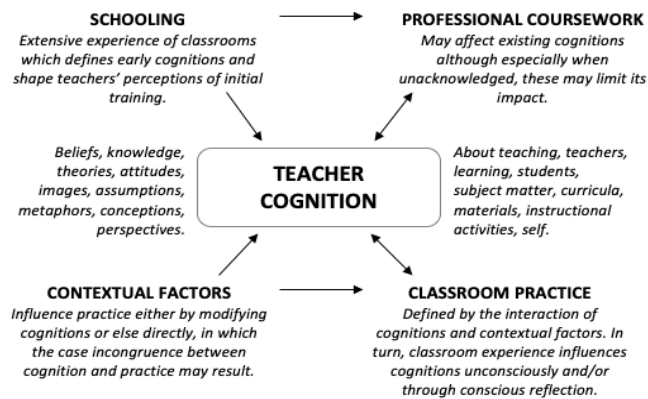 SCHOOLING
Extensive experience of classrooms
which defines early cognitions and
shape teachers’ perceptions of initial
training.
PROFESSIONAL COURSEWORK
May affect existing cognitions
although especially when
unacknowledged, these may limit its
impact.
Beliefs, knowledge,
theories, attitudes,
images, assumptions,
metaphors, conceptions,
perspectives.
TEACHER
COGNITION
About teaching, teachers,
learning, students,
subject matter, curricula,
materials, instructional
activities, self.
CONTEXTUAL FACTORS
Influence practice either by modifying
cognitions or else directly, in which
the case incongruence between
cognition and practice may result.
CLASSROOM PRACTICE
Defined by the interaction of
cognitions and contextual factors. In
turn, classroom experience influences
cognitions unconsciously and/or
through conscious reflection.